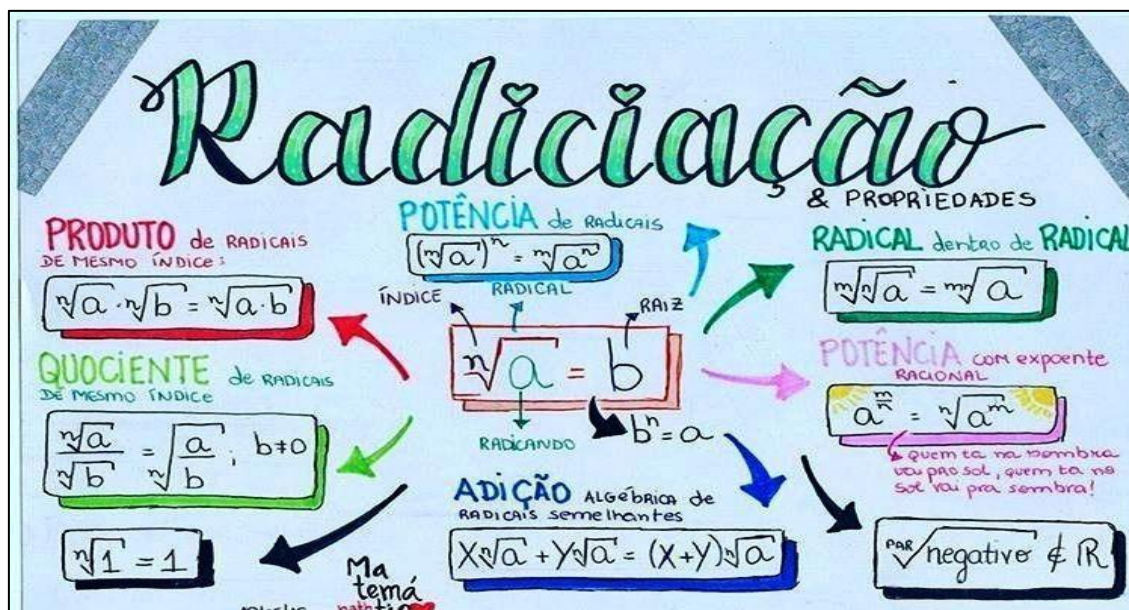 Radiciação
& PROPRIEDADES
PRODUTO de RADICAIS
DE MESMO ÍNDICE:
ⁿ√a · ⁿ√b = ⁿ√a·b
POTÊNCIA de RADICAIS
(ᵐ√a)ⁿ = ᵐ√aⁿ
RADICAL dentro de RADICAL
ᵐ√ⁿ√a = ᵐⁿ√a
ÍNDICE
RADICAL
RAIZ
ⁿ√a = b
RADICANDO
bⁿ = a
QUOCIENTE de RADICAIS
DE MESMO ÍNDICE
ⁿ√a / ⁿ√b = ⁿ√a/b ; b≠0
POTÊNCIA com expoente
RACIONAL
a^m/n = ⁿ√aᵐ
quem ta na sombra
vai pro sol, quem ta no
sol vai pra sombra!
ADIÇÃO ALGÉBRICA de
RADICAIS semelhantes
Xⁿ√a + Yⁿ√a = (X+Y)ⁿ√a
ⁿ√1 = 1
PAR√negativo ∉ ℝ
Ma
temá